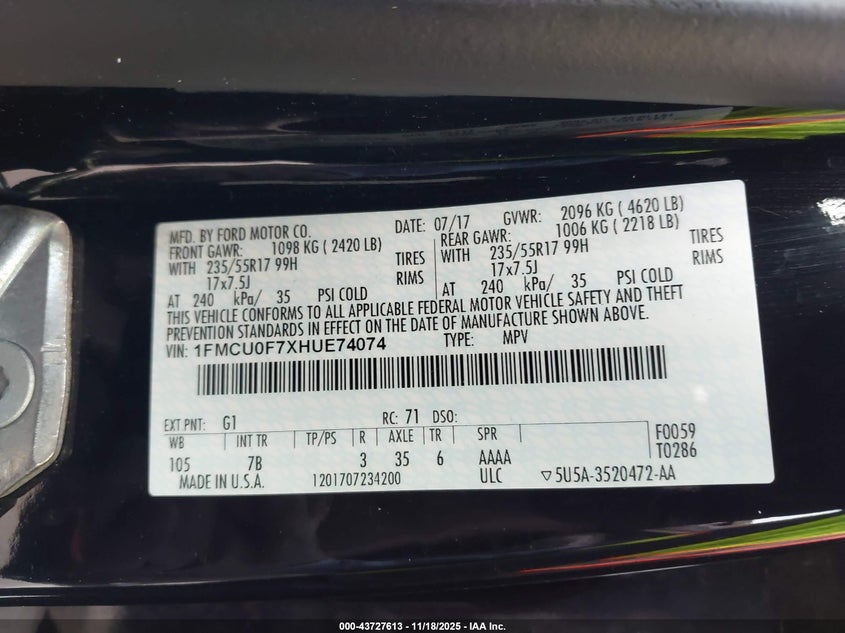 MFD. BY FORD MOTOR CO. DATE: 07/17 GVWR: 2096 KG ( 4620 LB)
FRONT GAWR: 1098 KG ( 2420 LB) REAR GAWR: 1006 KG ( 2218 LB)
WITH 235/55R17 99H TIRES WITH 235/55R17 99H TIRES
17x7.5J RIMS 17x7.5J RIMS
AT 240 kPa/ 35 PSI COLD AT 240 kPa/ 35 PSI COLD
THIS VEHICLE CONFORMS TO ALL APPLICABLE FEDERAL MOTOR VEHICLE SAFETY AND THEFT
PREVENTION STANDARDS IN EFFECT ON THE DATE OF MANUFACTURE SHOWN ABOVE.
VIN: 1FMCU0F7XHUE74074 TYPE: MPV
EXT PNT: G1 RC: 71 DSO: F0059
WB INT TR TP/PS R AXLE TR SPR T0286
105 7B 3 35 6 AAAA
MADE IN U.S.A. 1201707234200 ULC ▽5U5A-3520472-AA
000-43727613 - 11/18/2025 - IAA Inc.